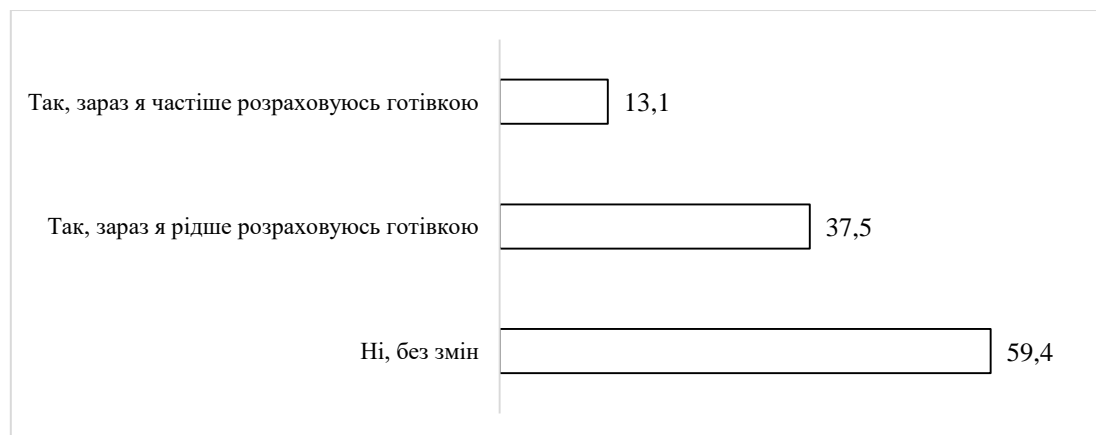 Так, зараз я частіше розраховуюсь готівкою
13,1
Так, зараз я рідше розраховуюсь готівкою
37,5
Ні, без змін
59,4